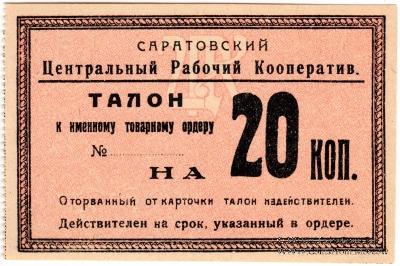 САРАТОВСКИЙ
Центральный Рабочий Кооператив.
ТАЛОН
к именному товарному ордеру
№
НА 20 КОП.
Оторванный от карточки талон недействителен.
Действителен на срок, указанный в ордере.